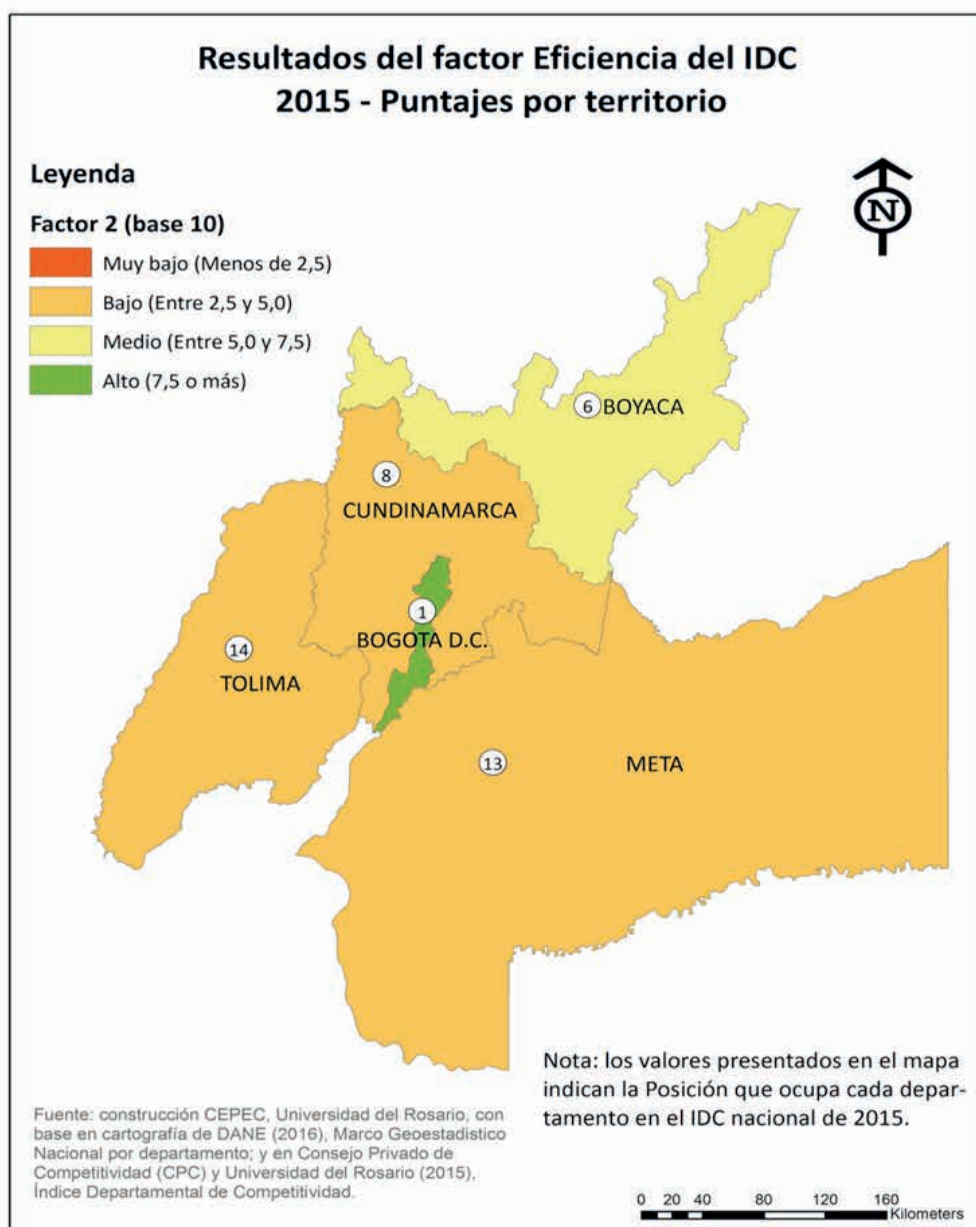 Resultados del factor Eficiencia del IDC
2015 - Puntajes por territorio
Leyenda
Factor 2 (base 10)
Muy bajo (Menos de 2,5)
Bajo (Entre 2,5 y 5,0)
Medio (Entre 5,0 y 7,5)
Alto (7,5 o más)
N
6 BOYACA
8
CUNDINAMARCA
1
BOGOTA D.C.
14
TOLIMA
13
META
Nota: los valores presentados en el mapa
indican la Posición que ocupa cada depar-
tamento en el IDC nacional de 2015.
Fuente: construcción CEPEC, Universidad del Rosario, con
base en cartografía de DANE (2016), Marco Geoestadístico
Nacional por departamento; y en Consejo Privado de
Competitividad (CPC) y Universidad del Rosario (2015),
Índice Departamental de Competitividad.
0 20 40 80 120 160
Kilometers